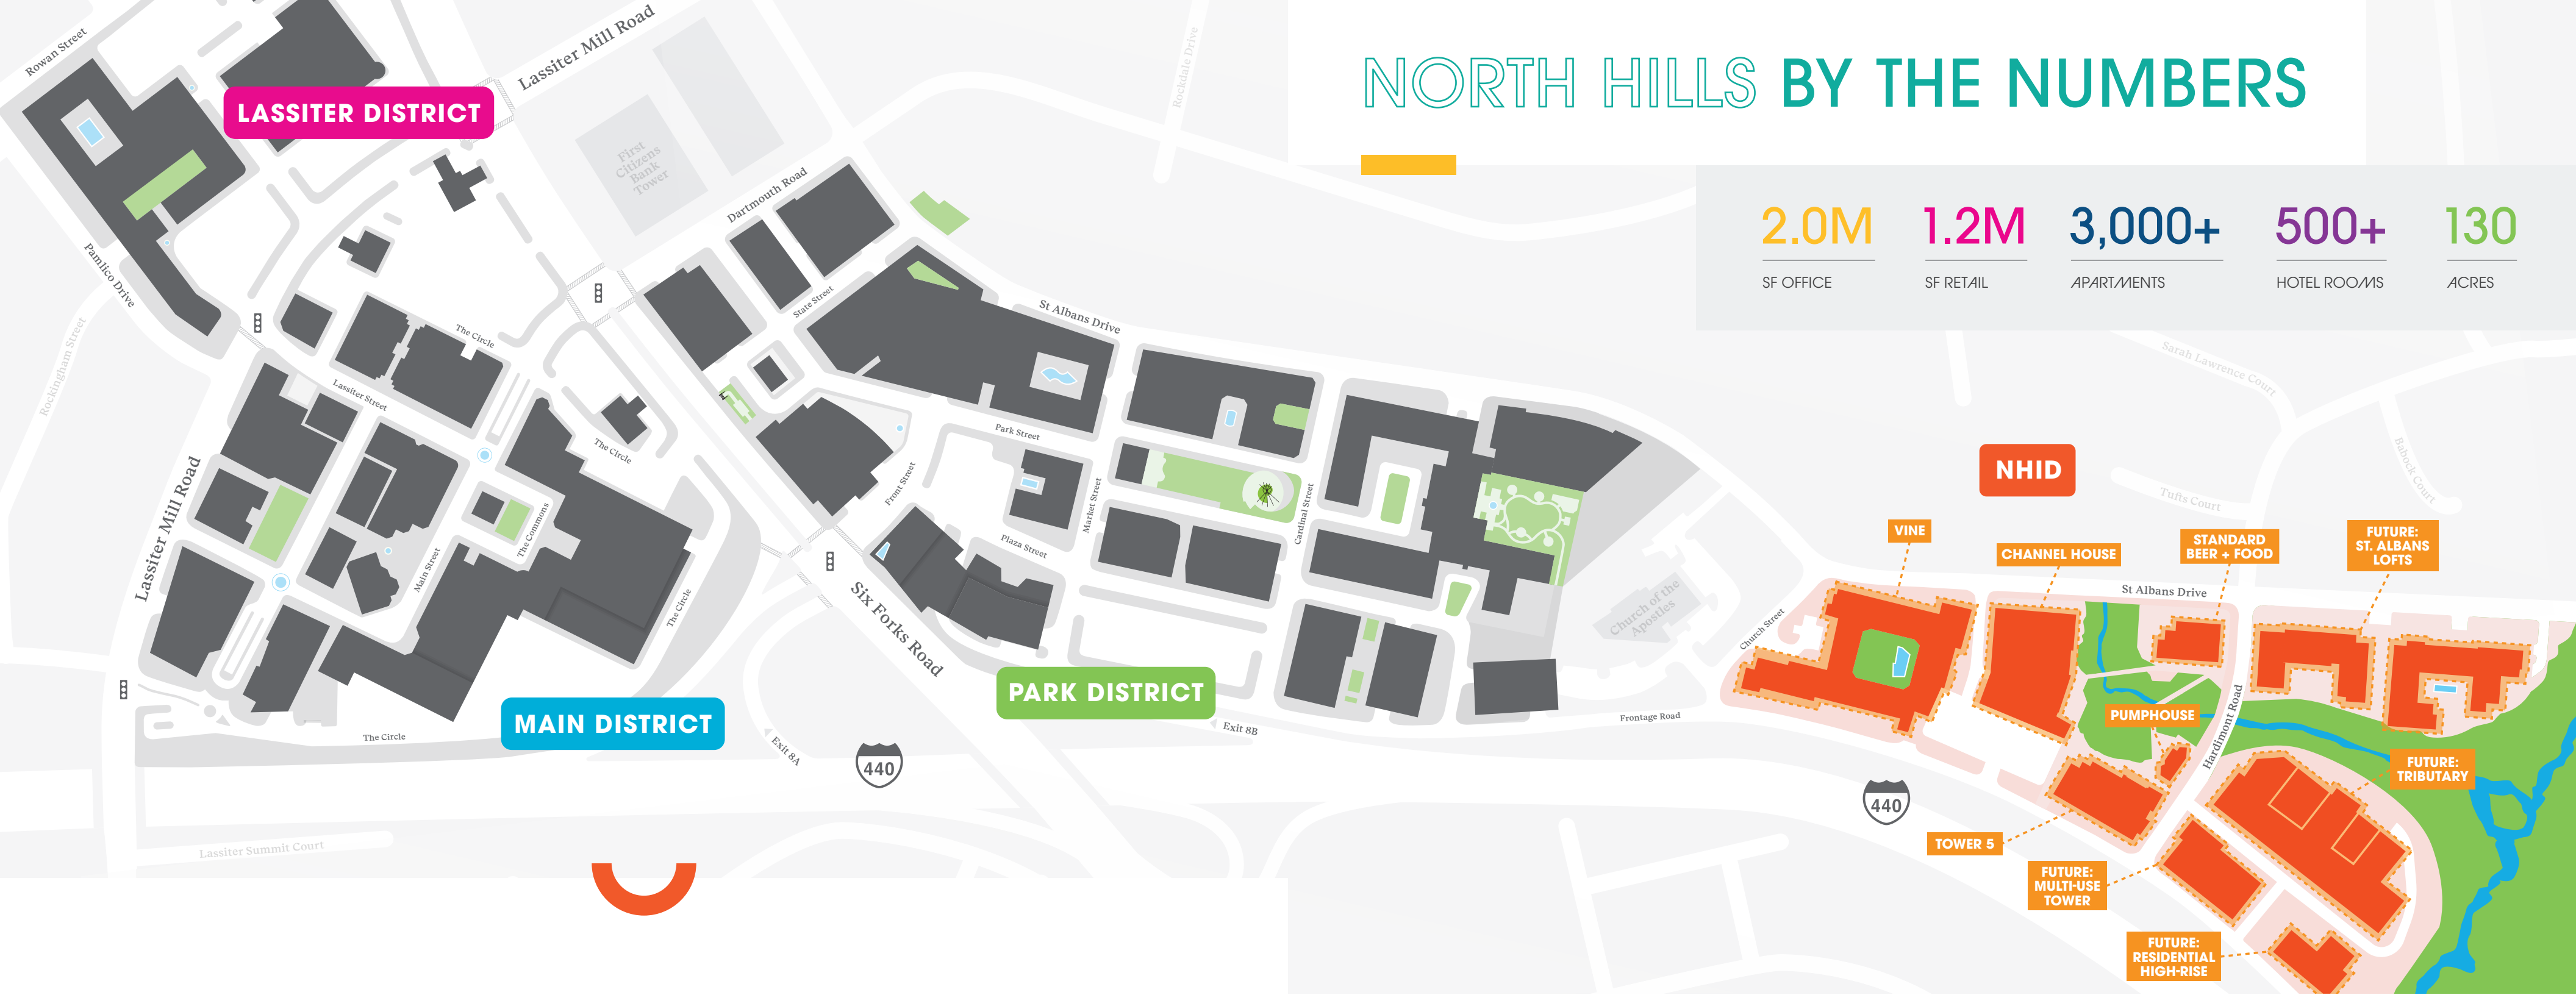 NORTH HILLS BY THE NUMBERS
2.0M
SF OFFICE
1.2M
SF RETAIL
3,000+
APARTMENTS
500+
HOTEL ROOMS
130
ACRES
Rowan Street
LASSITER DISTRICT
Lassiter Mill Road
Rockdale Drive
First
Citizens
Bank
Tower
Dartmouth Road
Pamlico Drive
State Street
St Albans Drive
Rockingham Street
The Circle
Lassiter Street
The Circle
Park Street
Front Street
Market Street
Cardinal Street
Plaza Street
The Commons
Main Street
Lassiter Mill Road
The Circle
Six Forks Road
Church of the
Apostles
MAIN DISTRICT
PARK DISTRICT
The Circle
Exit 8A
440
Exit 8B
Frontage Road
Church Street
Lassiter Summit Court
Sarah Lawrence Court
Babock Court
Tufts Court
NHID
VINE
CHANNEL HOUSE
STANDARD
BEER + FOOD
FUTURE:
ST. ALBANS
LOFTS
St Albans Drive
PUMPHOUSE
Hardimont Road
FUTURE:
TRIBUTARY
440
TOWER 5
FUTURE:
MULTI-USE
TOWER
FUTURE:
RESIDENTIAL
HIGH-RISE